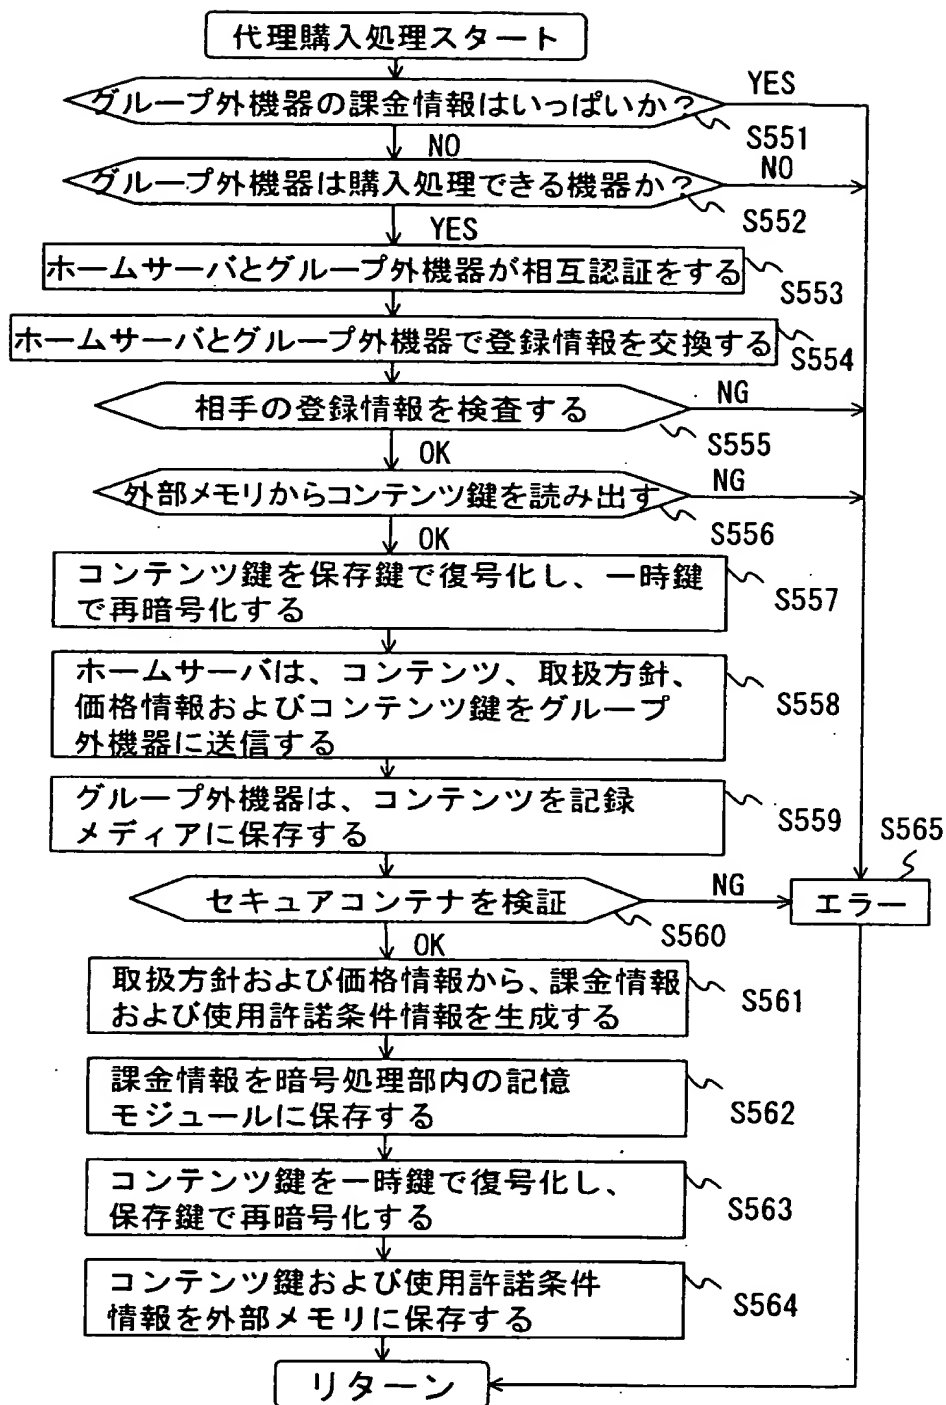 代理購入処理スタート
グループ外機器の課金情報はいっぱいか?
YES
S551
NO
グループ外機器は購入処理できる機器か?
NO
S552
YES
ホームサーバとグループ外機器が相互認証をする
S553
ホームサーバとグループ外機器で登録情報を交換する
S554
相手の登録情報を検査する
NG
S555
OK
外部メモリからコンテンツ鍵を読み出す
NG
S556
OK
コンテンツ鍵を保存鍵で復号化し、一時鍵
で再暗号化する
S557
ホームサーバは、コンテンツ、取扱方針、
価格情報およびコンテンツ鍵をグループ
外機器に送信する
S558
グループ外機器は、コンテンツを記録
メディアに保存する
S559
セキュアコンテナを検証
NG
S560
S565
エラー
OK
取扱方針および価格情報から、課金情報
および使用許諾条件情報を生成する
S561
課金情報を暗号処理部内の記憶
モジュールに保存する
S562
コンテンツ鍵を一時鍵で復号化し、
保存鍵で再暗号化する
S563
コンテンツ鍵および使用許諾条件
情報を外部メモリに保存する
S564
リターン